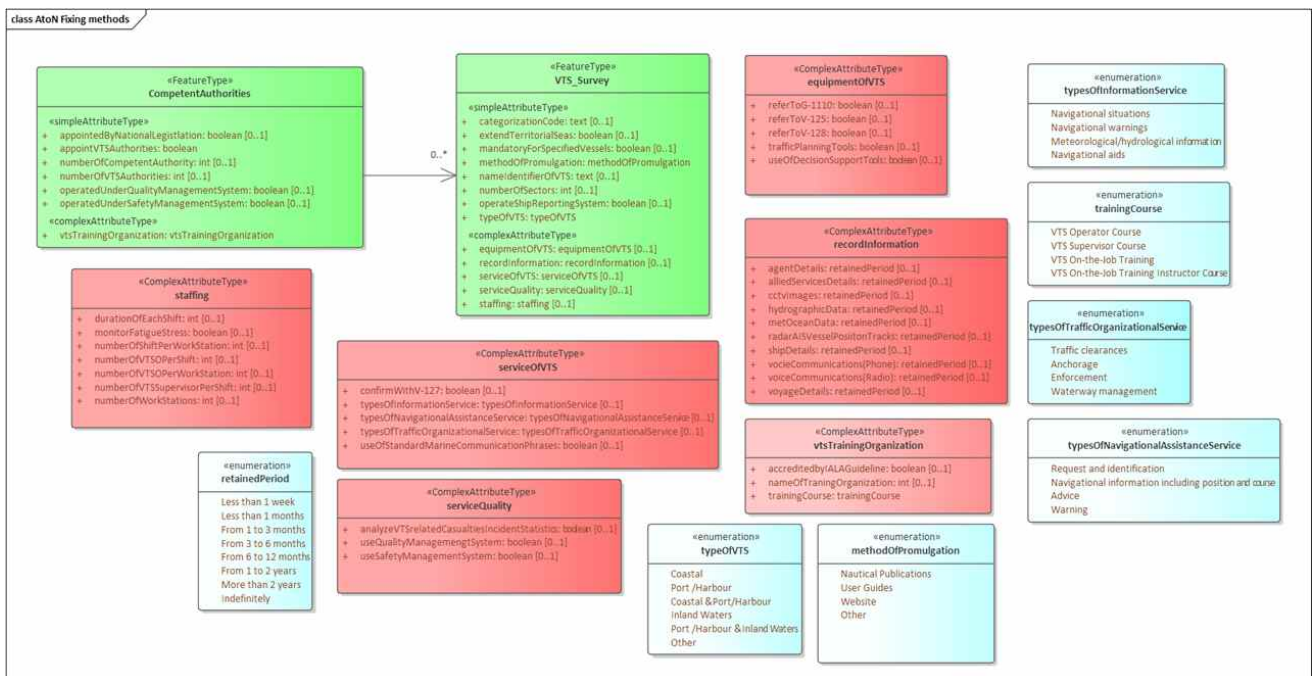 class AtoN Fixing methods
«FeatureType»
CompetentAuthorities
«simpleAttributeType»
+ appointedByNationalLegistlation: boolean [0..1]
+ appointVTSAuthorities: boolean
+ numberOfCompetentAuthority: int [0..1]
+ numberOfVTSAuthorities: int [0..1]
+ operatedUnderQualityManagementSystem: boolean [0..1]
+ operatedUnderSafetyManagementSystem: boolean [0..1]
«complexAttributeType»
+ vtsTrainingOrganization: vtsTrainingOrganization
0..*
«FeatureType»
VTS_Survey
«simpleAttributeType»
+ categorizationCode: text [0..1]
+ extendTerritorialSeas: boolean [0..1]
+ mandatoryForSpecifiedVessels: boolean [0..1]
+ methodOfPromulgation: methodOfPromulgation
+ nameIdentifierOfVTS: text [0..1]
+ numberOfSectors: int [0..1]
+ operateShipReportingSystem: boolean [0..1]
+ typeOfVTS: typeOfVTS
«complexAttributeType»
+ equipmentOfVTS: equipmentOfVTS [0..1]
+ recordInformation: recordInformation [0..1]
+ serviceOfVTS: serviceOfVTS [0..1]
+ serviceQuality: serviceQuality [0..1]
+ staffing: staffing [0..1]
«ComplexAttributeType»
equipmentOfVTS
+ referToG-1110: boolean [0..1]
+ referToV-125: boolean [0..1]
+ referToV-128: boolean [0..1]
+ trafficPlanningTools: boolean [0..1]
+ useOfDecisionSupportTools: boolean [0..1]
«enumeration»
typesOfInformationService
Navigational situations
Navigational warnings
Meteorological/hydrological information
Navigational aids
«enumeration»
trainingCourse
VTS Operator Course
VTS Supervisor Course
VTS On-the-Job Training
VTS On-the-Job Training Instructor Course
«ComplexAttributeType»
recordInformation
+ agentDetails: retainedPeriod [0..1]
+ alliedServicesDetails: retainedPeriod [0..1]
+ cctvImages: retainedPeriod [0..1]
+ hydrographicData: retainedPeriod [0..1]
+ metOceanData: retainedPeriod [0..1]
+ radarAISVesselPositonTracks: retainedPeriod [0..1]
+ shipDetails: retainedPeriod [0..1]
+ vocieCommunications(Phone): retainedPeriod [0..1]
+ voiceCommunications(Radio): retainedPeriod [0..1]
+ voyageDetails: retainedPeriod [0..1]
«ComplexAttributeType»
staffing
+ durationOfEachShift: int [0..1]
+ monitorFatigueStress: boolean [0..1]
+ numberOfShiftPerWorkStation: int [0..1]
+ numberOfVTSOPerShift: int [0..1]
+ numberOfVTSOPerWorkStation: int [0..1]
+ numberOfVTSSupervisorPerShift: int [0..1]
+ numberOfWorkStations: int [0..1]
«enumeration»
typesOfTrafficOrganizationalService
Traffic clearances
Anchorage
Enforcement
Waterway management
«ComplexAttributeType»
serviceOfVTS
+ confirmWithV-127: boolean [0..1]
+ typesOfInformationService: typesOfInformationService [0..1]
+ typesOfNavigationalAssistanceService: typesOfNavigationalAssistanceService [0..1]
+ typesOfTrafficOrganizationalService: typesOfTrafficOrganizationalService [0..1]
+ useOfStandardMarineCommunicationPhrases: boolean [0..1]
«ComplexAttributeType»
vtsTrainingOrganization
+ accreditedbyIALAGuideline: boolean [0..1]
+ nameOfTraningOrganization: int [0..1]
+ trainingCourse: trainingCourse
«enumeration»
typesOfNavigationalAssistanceService
Request and identification
Navigational information including position and course
Advice
Warning
«enumeration»
retainedPeriod
Less than 1 week
Less than 1 months
From 1 to 3 months
From 3 to 6 months
From 6 to 12 months
From 1 to 2 years
More than 2 years
Indefinitely
«ComplexAttributeType»
serviceQuality
+ analyzeVTSrelatedCasualtiesIncidentStatistics: boolean [0..1]
+ useQualityManagemengtSystem: boolean [0..1]
+ useSafetyManagementSystem: boolean [0..1]
«enumeration»
typeOfVTS
Coastal
Port /Harbour
Coastal &Port/Harbour
Inland Waters
Port /Harbour & Inland Waters
Other
«enumeration»
methodOfPromulgation
Nautical Publications
User Guides
Website
Other